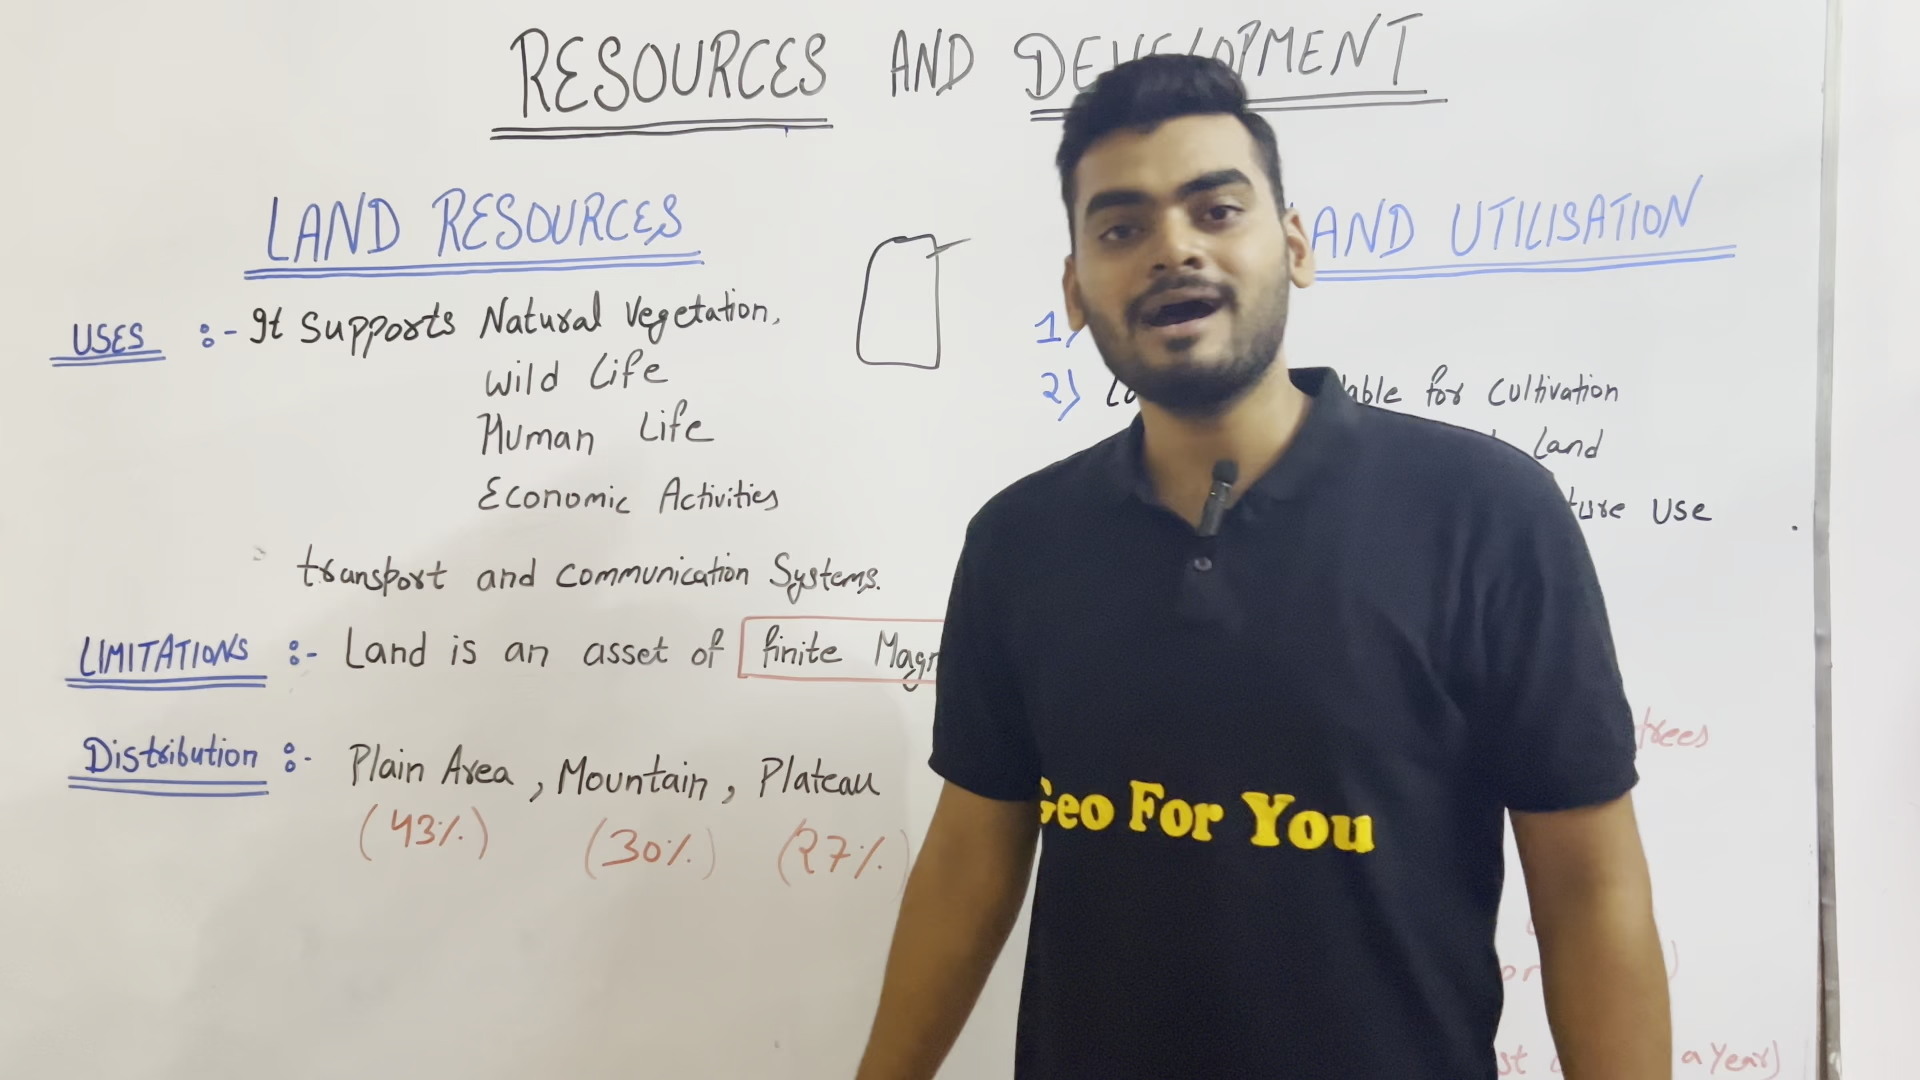 RESOURCES AND DEVELOPMENT
LAND RESOURCES
USES :- It supports Natural Vegetation,
Wild Life
Human Life
Economic Activities
transport and communication Systems.
LIMITATIONS :- Land is an asset of finite
Distribution :- Plain Area, Mountain, Plateau
(43%) (30%) (27%)
LAND UTILISATION
1)
2) for Cultivation
Land
Use
trees
a Year)
Geo For You